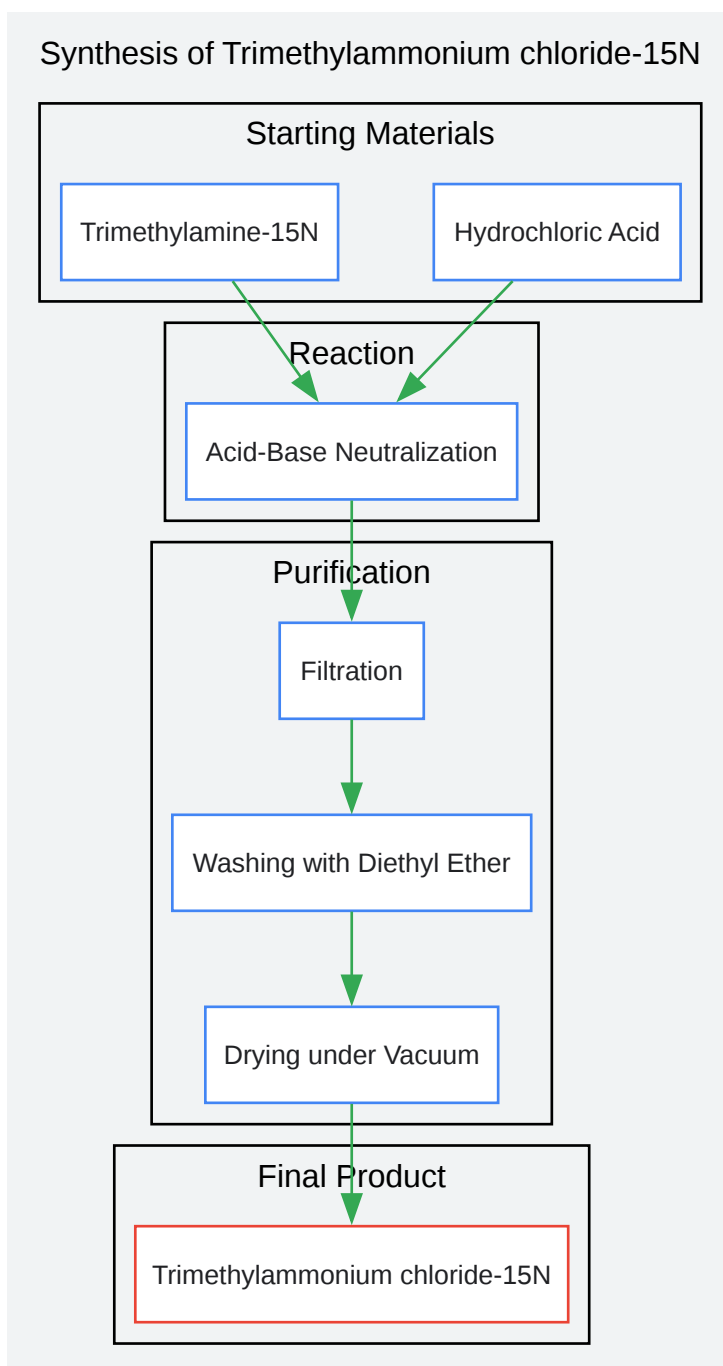 Synthesis of Trimethylammonium chloride-15N
Starting Materials
Trimethylamine-15N
Hydrochloric Acid
Reaction
Acid-Base Neutralization
Purification
Filtration
Washing with Diethyl Ether
Drying under Vacuum
Final Product
Trimethylammonium chloride-15N